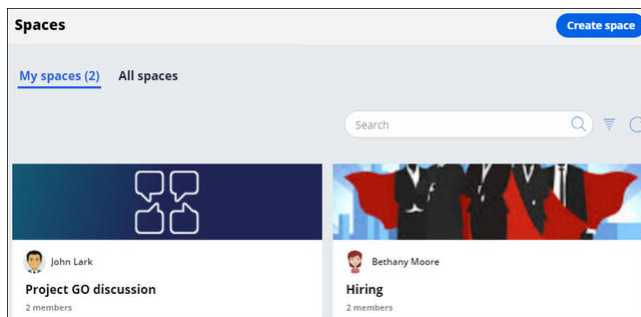 Spaces
Create space
My spaces (2) All spaces
Search
John Lark
Project GO discussion
2 members
Bethany Moore
Hiring
2 members